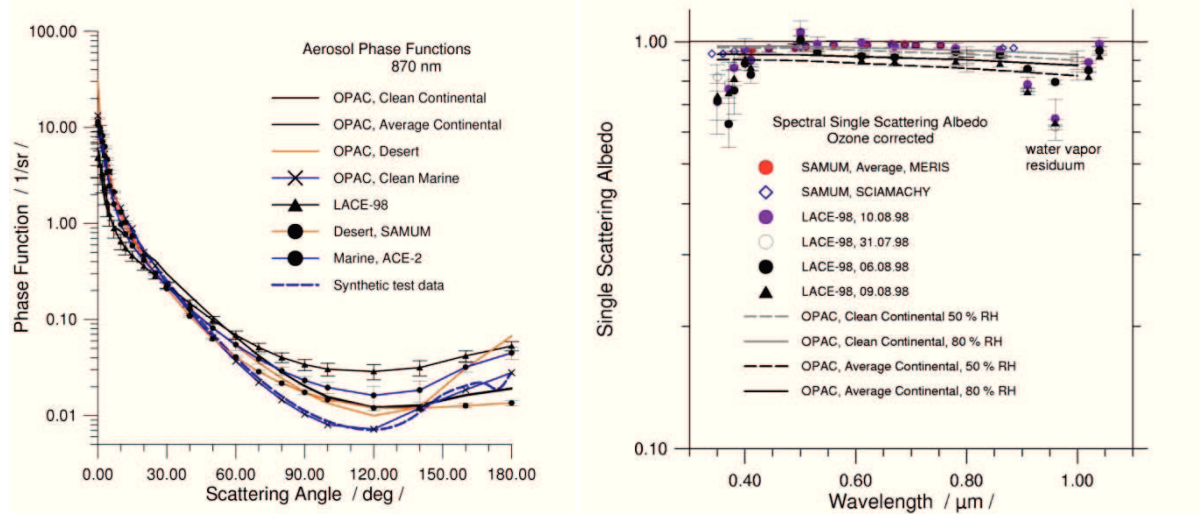 100.00
10.00
1.00
0.10
0.01
Phase Function / 1/sr /
Aerosol Phase Functions
870 nm
OPAC, Clean Continental
OPAC, Average Continental
OPAC, Desert
OPAC, Clean Marine
LACE-98
Desert, SAMUM
Marine, ACE-2
Synthetic test data
0.00 30.00 60.00 90.00 120.00 150.00 180.00
Scattering Angle / deg /
1.00
0.10
Single Scattering Albedo
Spectral Single Scattering Albedo
Ozone corrected
water vapor
residuum
SAMUM, Average, MERIS
SAMUM, SCIAMACHY
LACE-98, 10.08.98
LACE-98, 31.07.98
LACE-98, 06.08.98
LACE-98, 09.08.98
OPAC, Clean Continental 50 % RH
OPAC, Clean Continental, 80 % RH
OPAC, Average Continental, 50 % RH
OPAC, Average Continental, 80 % RH
0.40 0.60 0.80 1.00
Wavelength / µm /